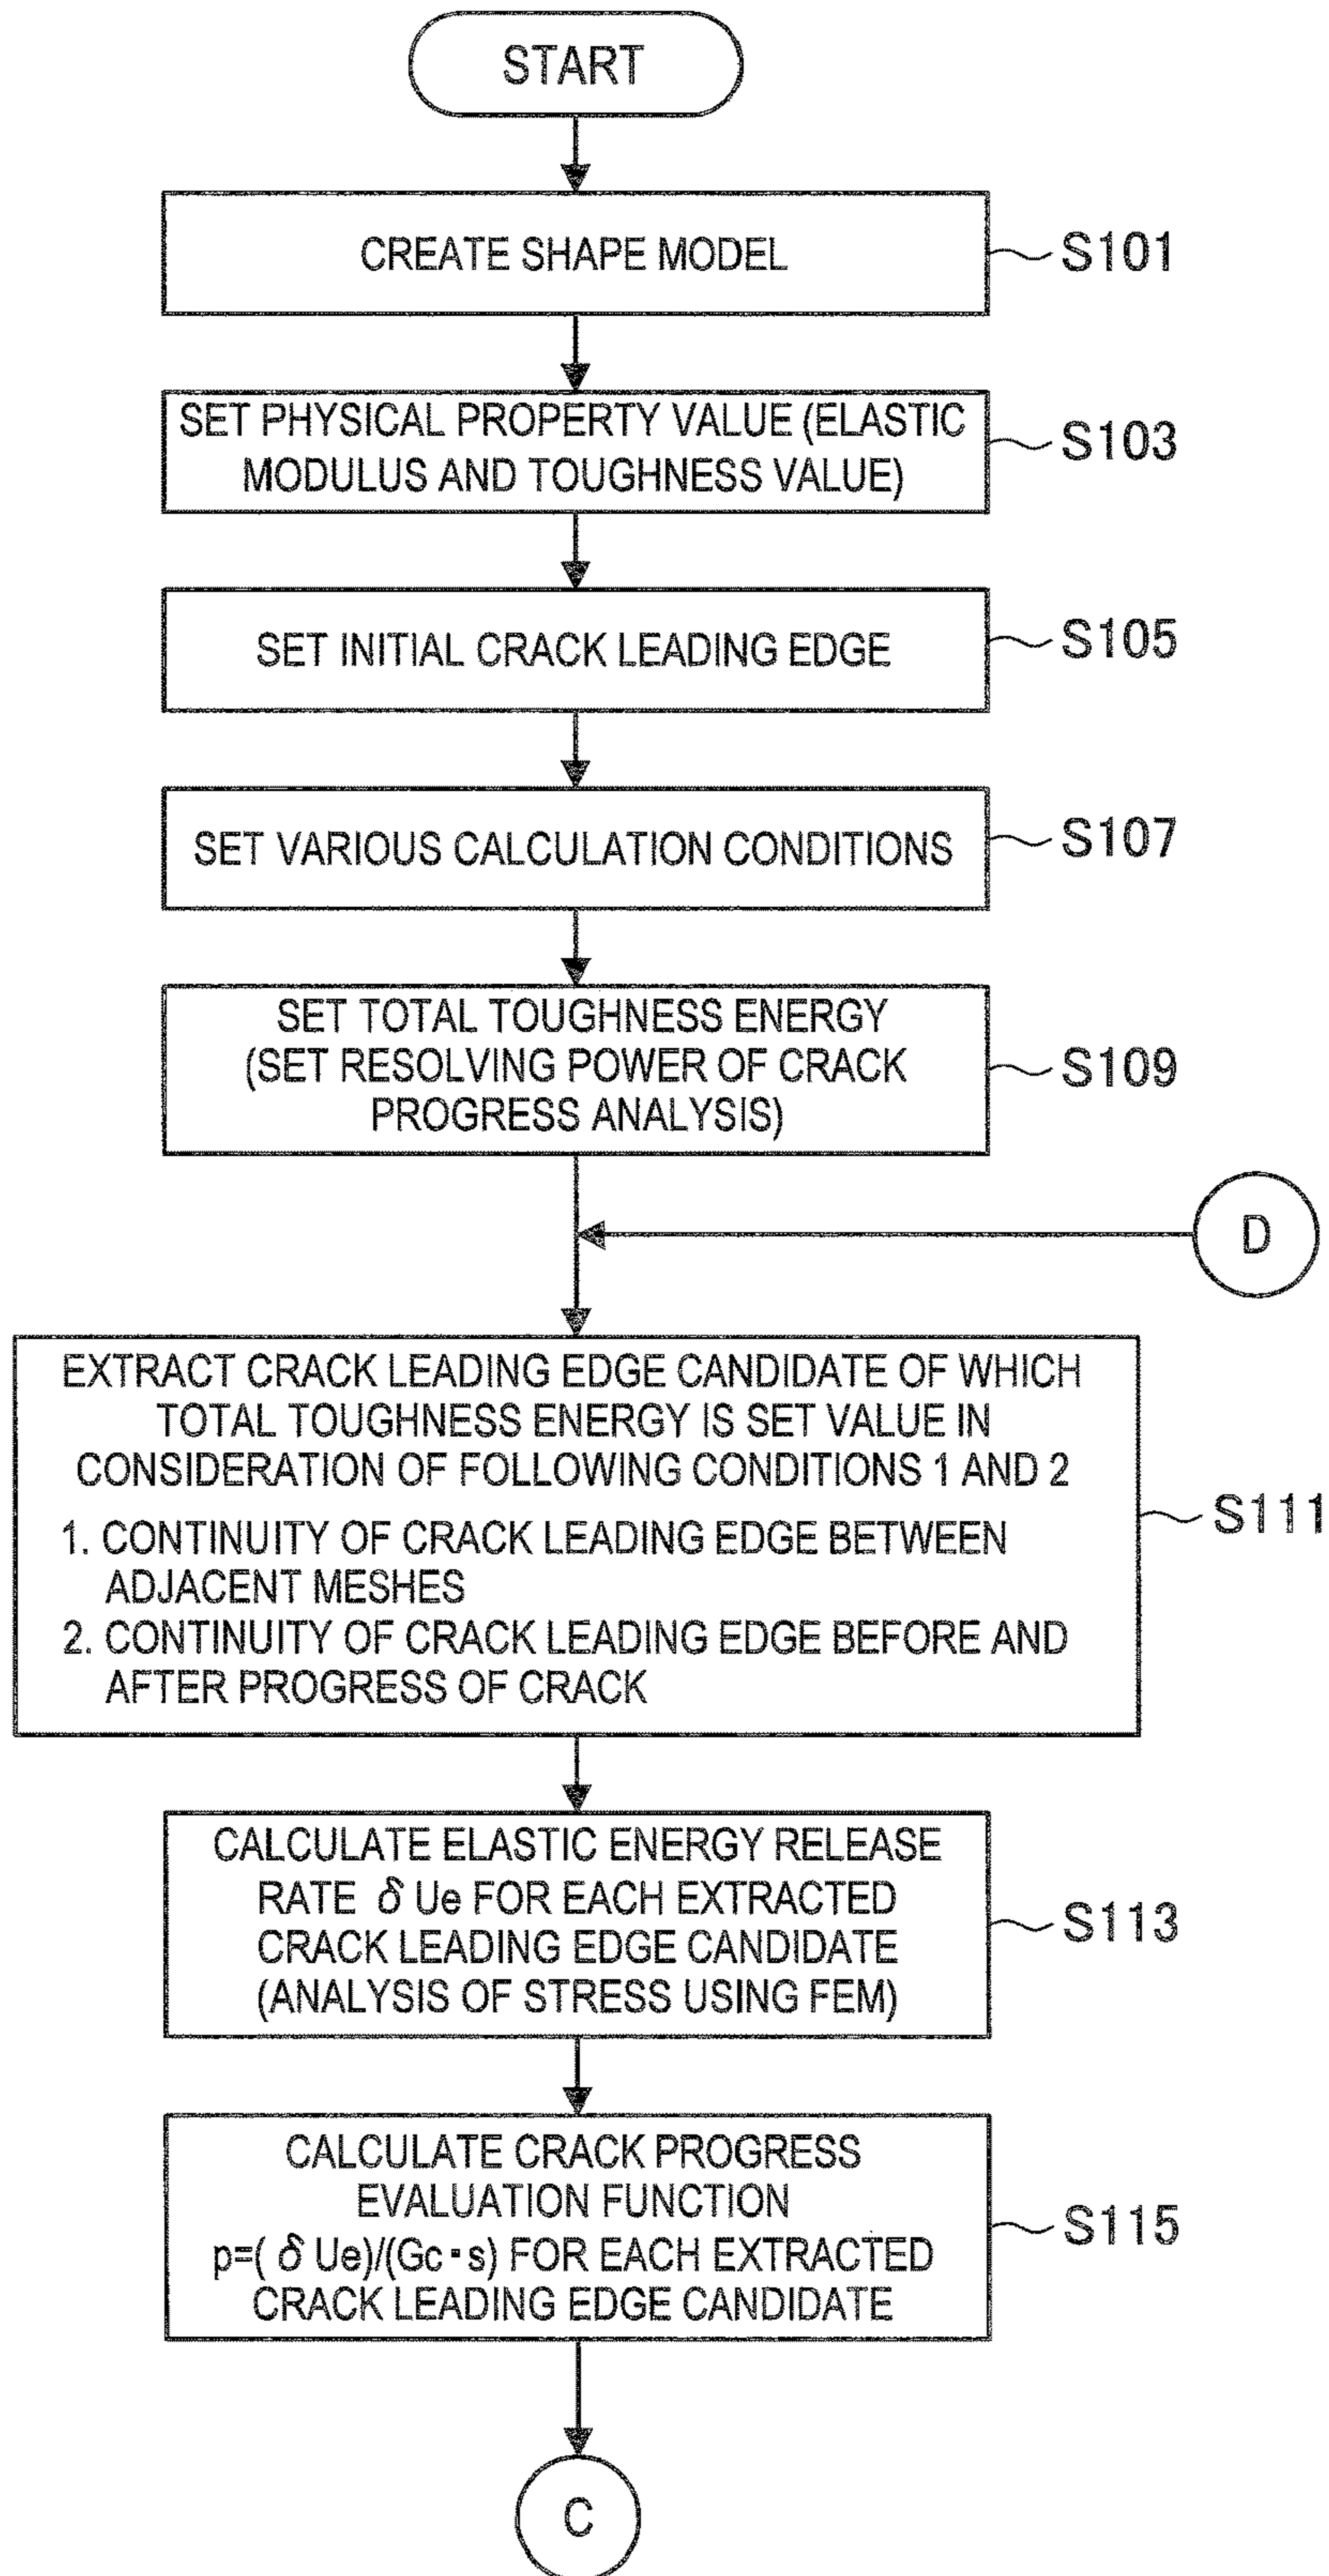 START
CREATE SHAPE MODEL
S101
SET PHYSICAL PROPERTY VALUE (ELASTIC
MODULUS AND TOUGHNESS VALUE)
S103
SET INITIAL CRACK LEADING EDGE
S105
SET VARIOUS CALCULATION CONDITIONS
S107
SET TOTAL TOUGHNESS ENERGY
(SET RESOLVING POWER OF CRACK
PROGRESS ANALYSIS)
S109
D
EXTRACT CRACK LEADING EDGE CANDIDATE OF WHICH
TOTAL TOUGHNESS ENERGY IS SET VALUE IN
CONSIDERATION OF FOLLOWING CONDITIONS 1 AND 2
1. CONTINUITY OF CRACK LEADING EDGE BETWEEN
ADJACENT MESHES
2. CONTINUITY OF CRACK LEADING EDGE BEFORE AND
AFTER PROGRESS OF CRACK
S111
CALCULATE ELASTIC ENERGY RELEASE
RATE δ Ue FOR EACH EXTRACTED
CRACK LEADING EDGE CANDIDATE
(ANALYSIS OF STRESS USING FEM)
S113
CALCULATE CRACK PROGRESS
EVALUATION FUNCTION
p=( δ Ue)/(Gc・s) FOR EACH EXTRACTED
CRACK LEADING EDGE CANDIDATE
S115
C